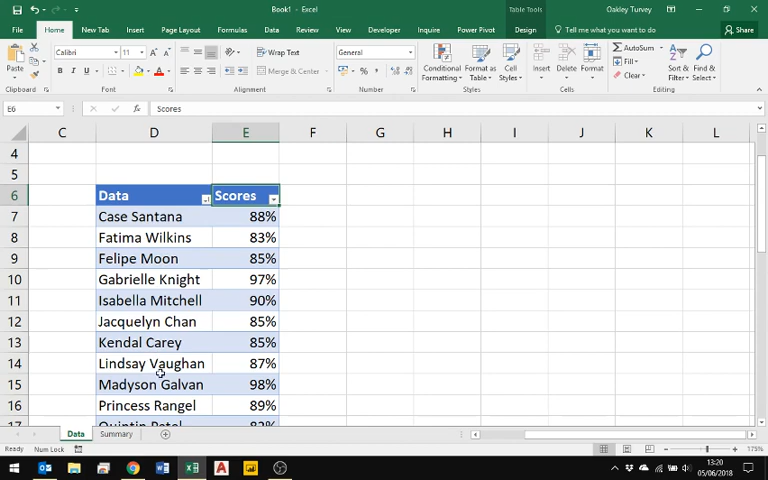 Book1 - Excel
Table Tools
Oakley Turvey
File Home New Tab Insert Page Layout Formulas Data Review View Developer Inquire Power Pivot Design Tell me what you want to do Share
Calibri 11 Wrap Text General AutoSum
Paste B I U Merge & Center % Conditional Formatting Format as Table Cell Styles Insert Delete Format Fill Clear Sort & Filter Find & Select
Clipboard Font Alignment Number Styles Cells Editing
E6 fx Scores
C D E F G H I J K L
4
5
6 Data Scores
7 Case Santana 88%
8 Fatima Wilkins 83%
9 Felipe Moon 85%
10 Gabrielle Knight 97%
11 Isabella Mitchell 90%
12 Jacquelyn Chan 85%
13 Kendal Carey 85%
14 Lindsay Vaughan 87%
15 Madyson Galvan 98%
16 Princess Rangel 89%
17 Quintin Patel 82%
Data Summary
Ready Num Lock 175%
13:20
05/06/2018